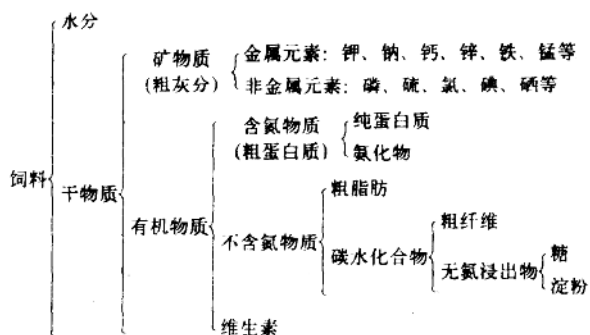 水分
矿物质
(粗灰分)
金属元素：钾、钠、钙、锌、铁、锰等
非金属元素：磷、硫、氯、碘、硒等
饲料
干物质
有机物质
含氮物质
(粗蛋白质)
纯蛋白质
氨化物
不含氮物质
粗脂肪
碳水化合物
粗纤维
无氮浸出物
糖
淀粉
维生素